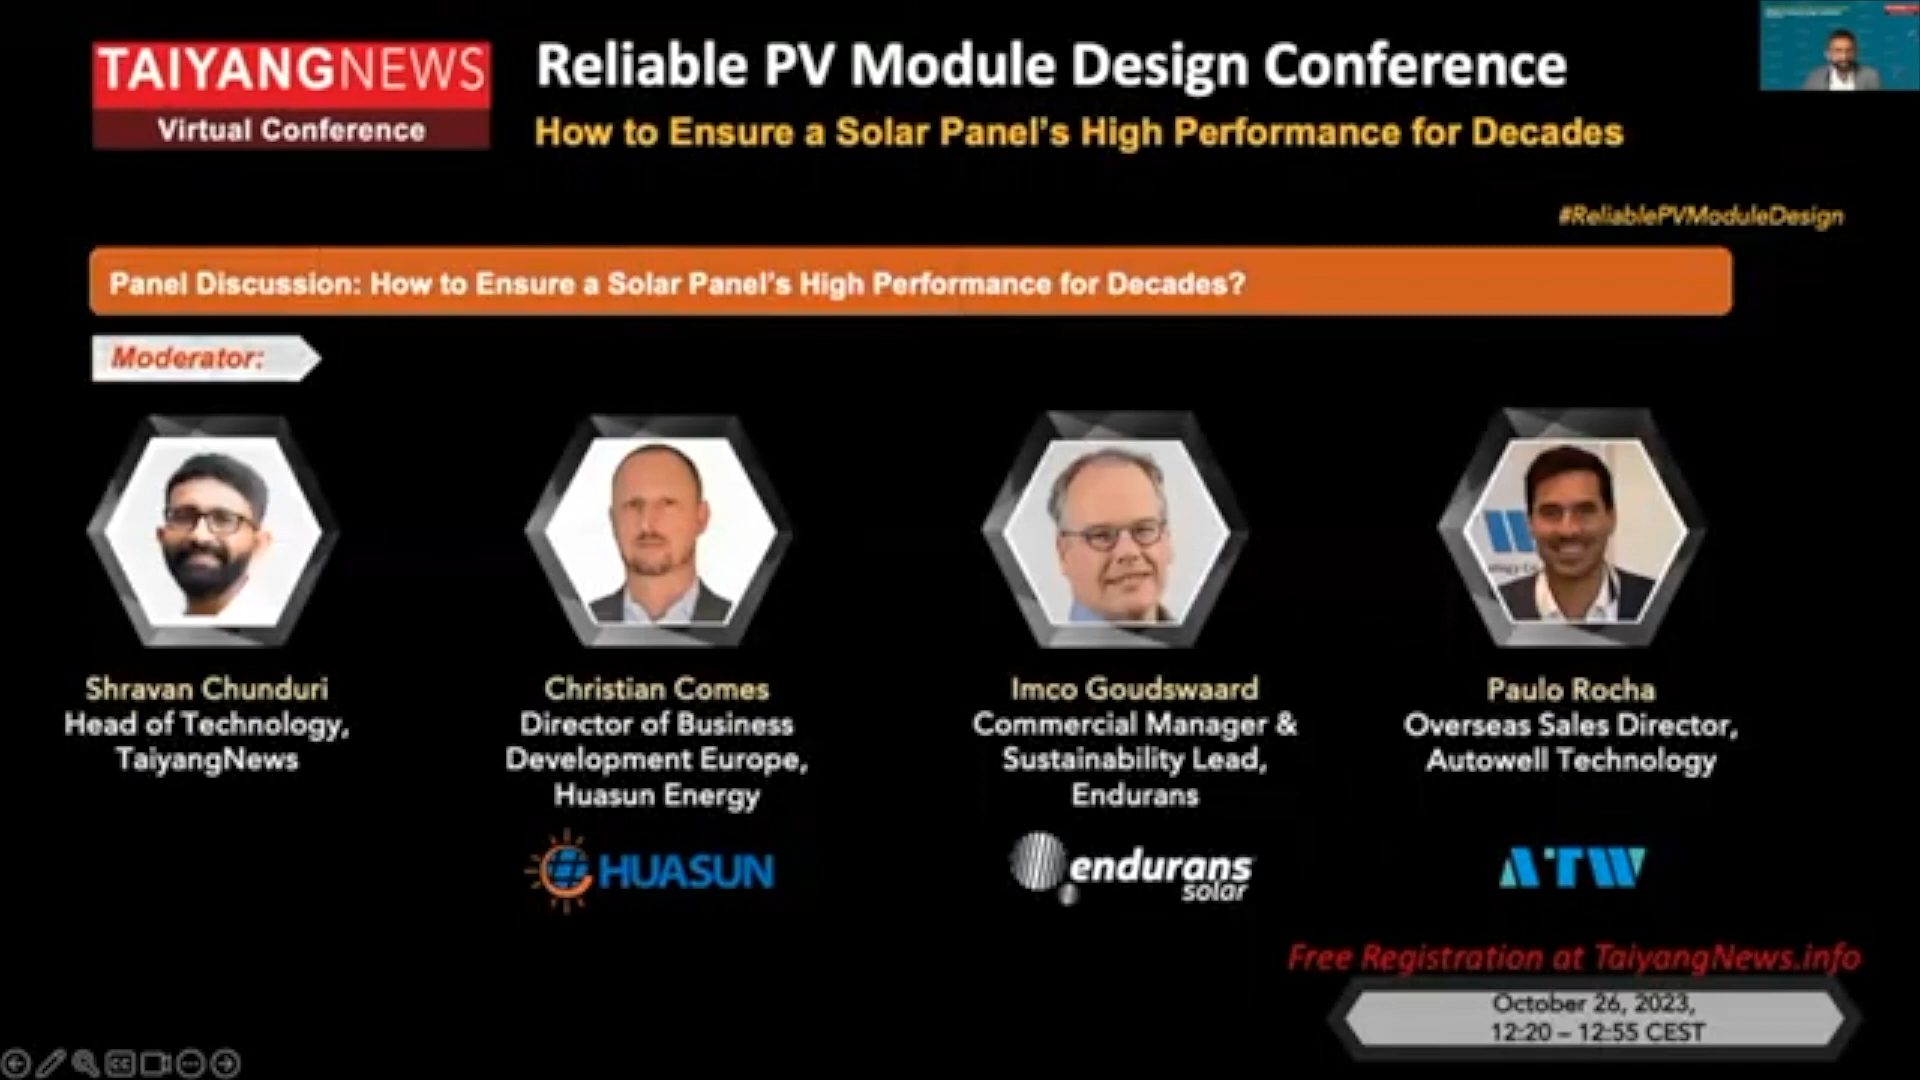 TAIYANGNEWS
Virtual Conference
Reliable PV Module Design Conference
How to Ensure a Solar Panel's High Performance for Decades
#ReliablePVModuleDesign
Panel Discussion: How to Ensure a Solar Panel's High Performance for Decades?
Moderator:
Shravan Chunduri
Head of Technology,
TaiyangNews
Christian Comes
Director of Business
Development Europe,
Huasun Energy
HUASUN
Imco Goudswaard
Commercial Manager &
Sustainability Lead,
Endurans
endurans
solar
Paulo Rocha
Overseas Sales Director,
Autowell Technology
ATW
Free Registration at TaiyangNews.info
October 26, 2023,
12:20 – 12:55 CEST
CC